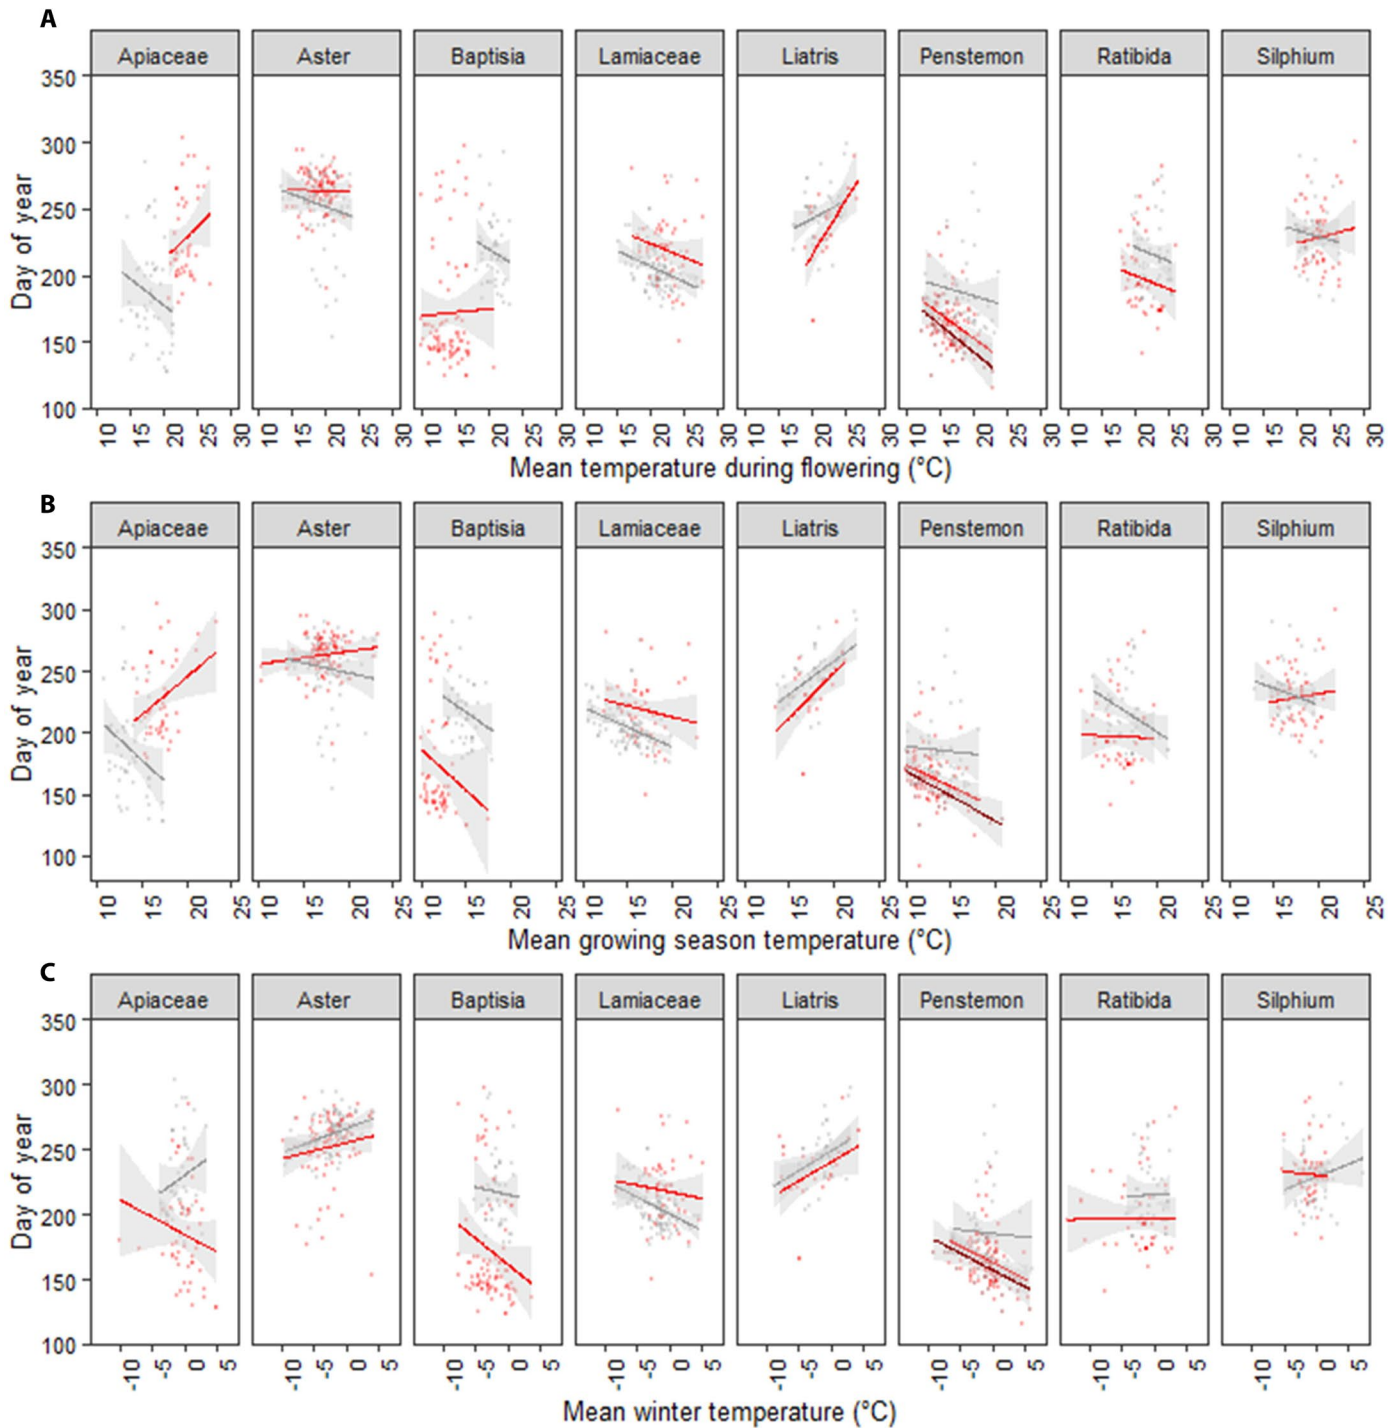 A
Apiaceae Aster Baptisia Lamiaceae Liatris Penstemon Ratibida Silphium
Day of year
350
300
250
200
150
100
10 15 20 25 30 10 15 20 25 30 10 15 20 25 30 10 15 20 25 30 10 15 20 25 30 10 15 20 25 30 10 15 20 25 30 10 15 20 25 30
Mean temperature during flowering (°C)
B
Apiaceae Aster Baptisia Lamiaceae Liatris Penstemon Ratibida Silphium
Day of year
350
300
250
200
150
100
10 15 20 25 10 15 20 25 10 15 20 25 10 15 20 25 10 15 20 25 10 15 20 25 10 15 20 25 10 15 20 25
Mean growing season temperature (°C)
C
Apiaceae Aster Baptisia Lamiaceae Liatris Penstemon Ratibida Silphium
Day of year
350
300
250
200
150
100
-10 -5 0 5 -10 -5 0 5 -10 -5 0 5 -10 -5 0 5 -10 -5 0 5 -10 -5 0 5 -10 -5 0 5 -10 -5 0 5
Mean winter temperature (°C)